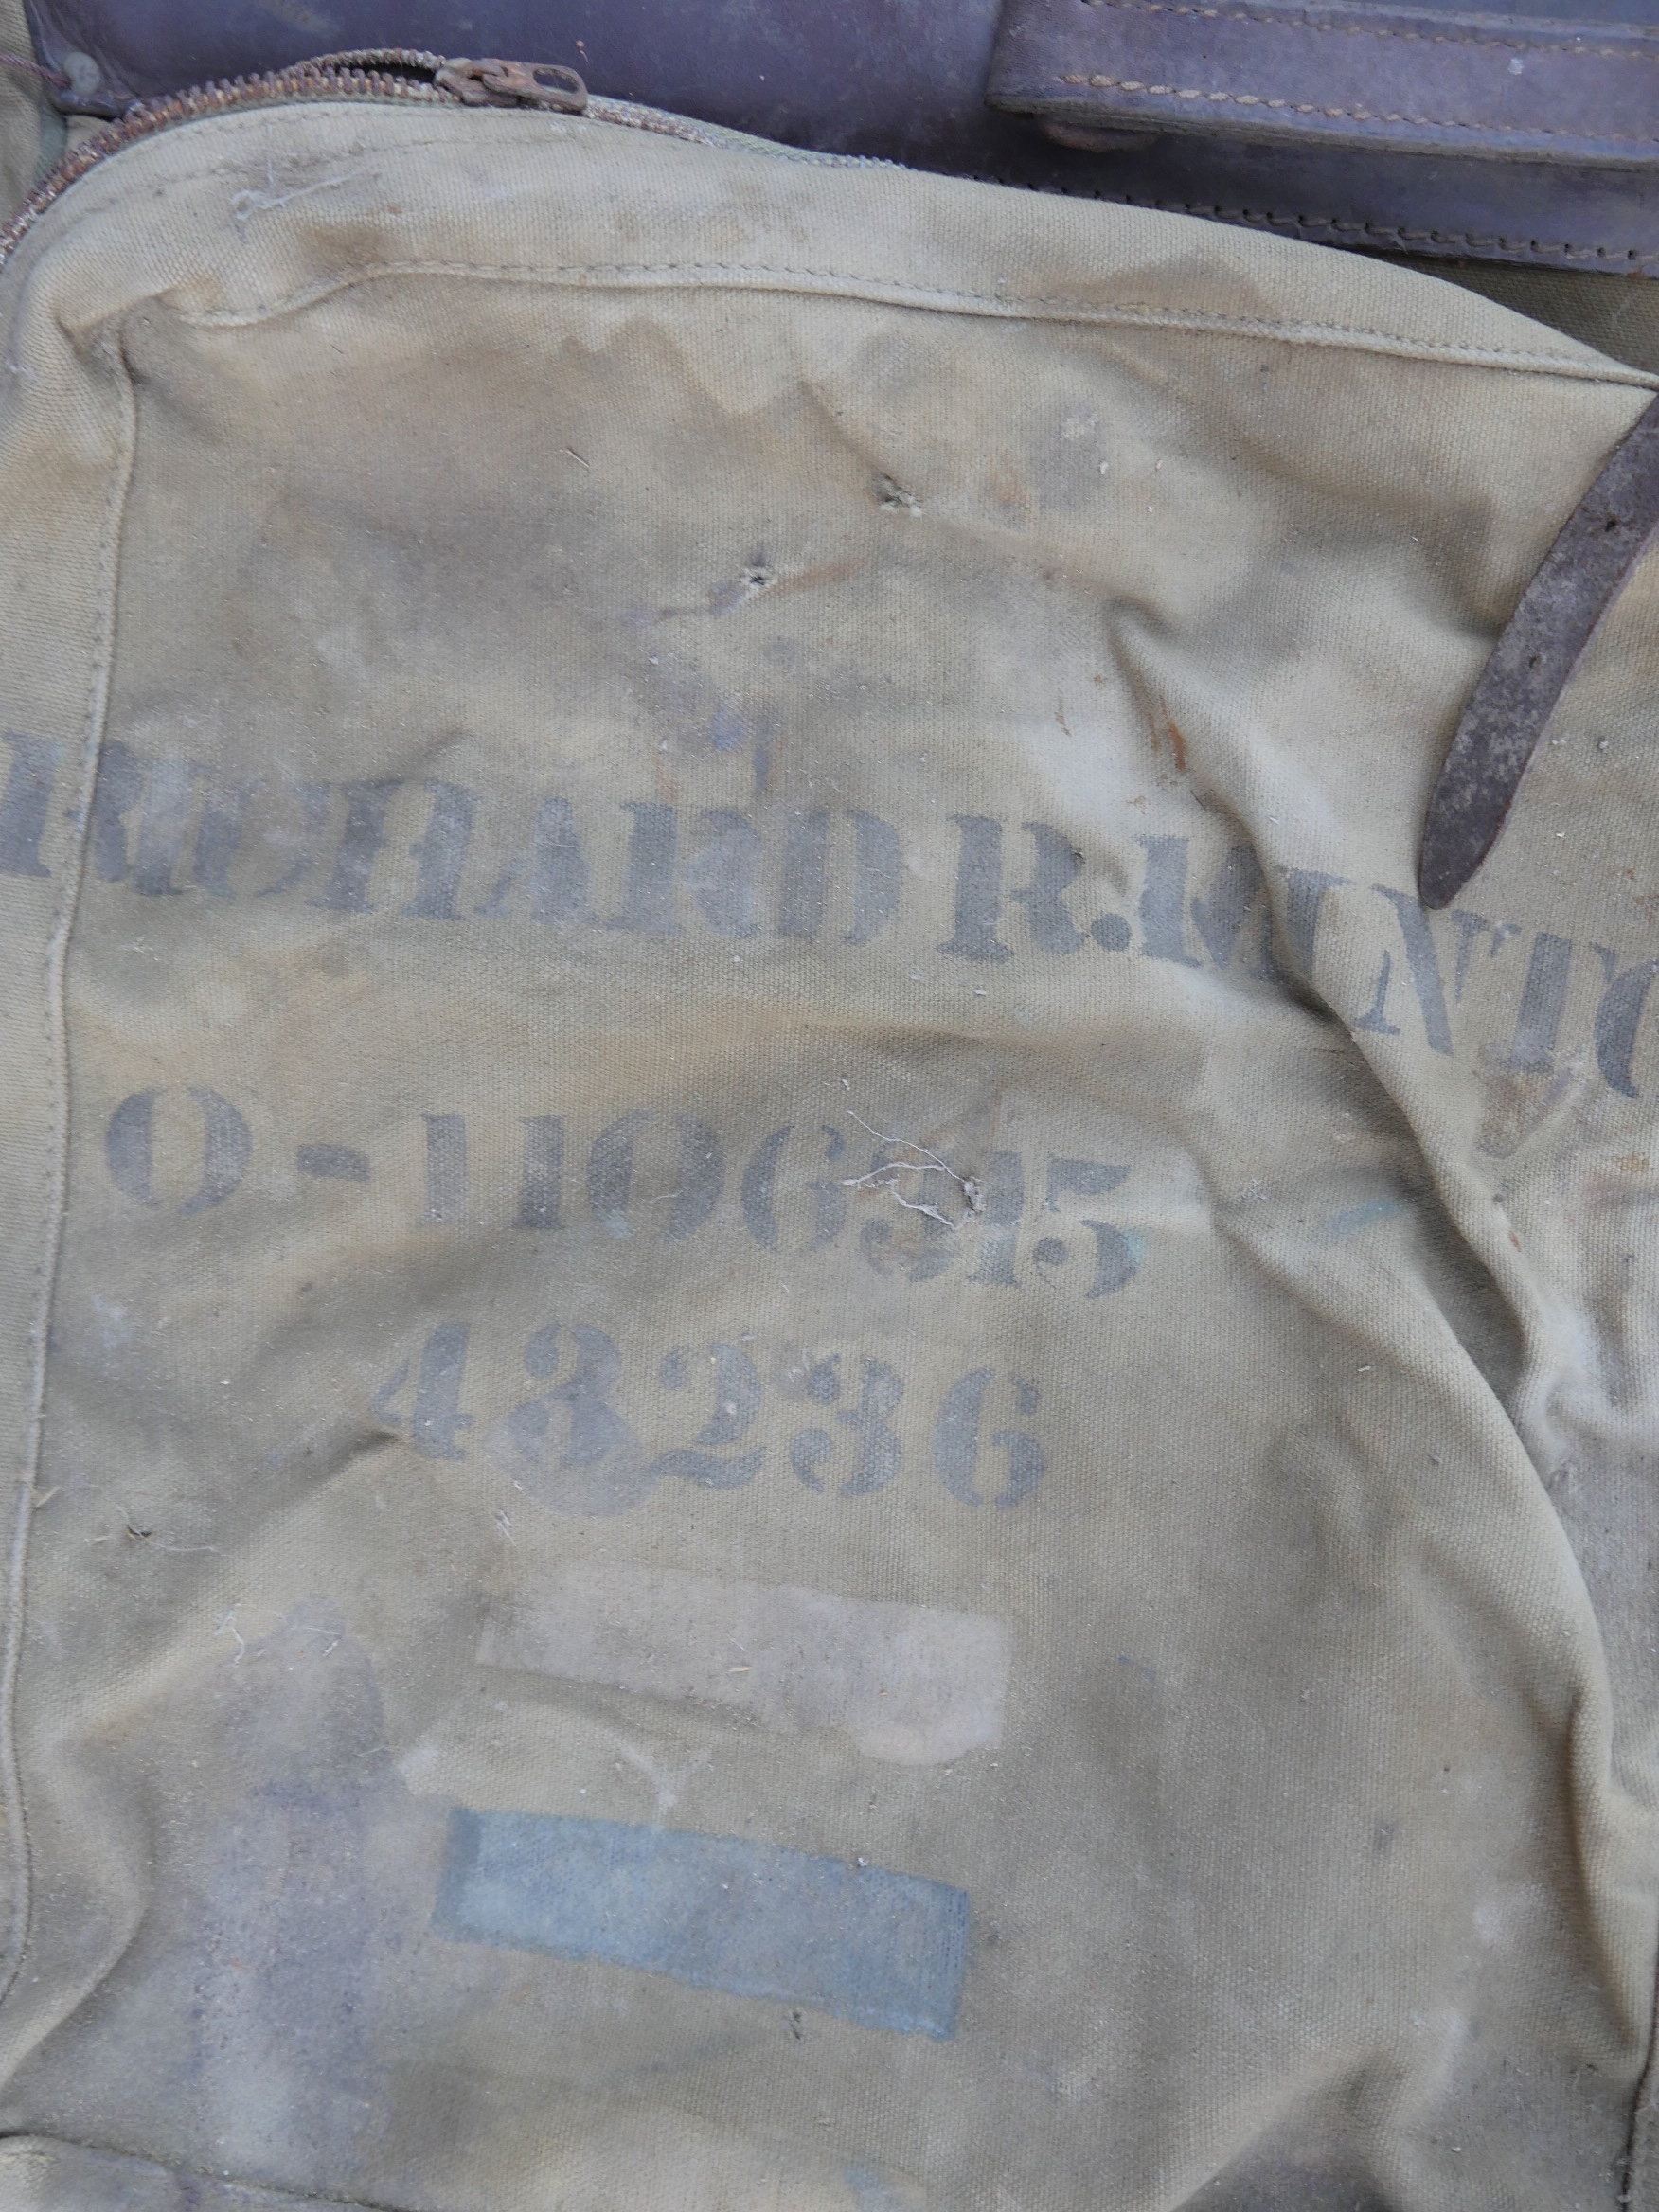 RICHARD R. MINTO
O-1106315
48236